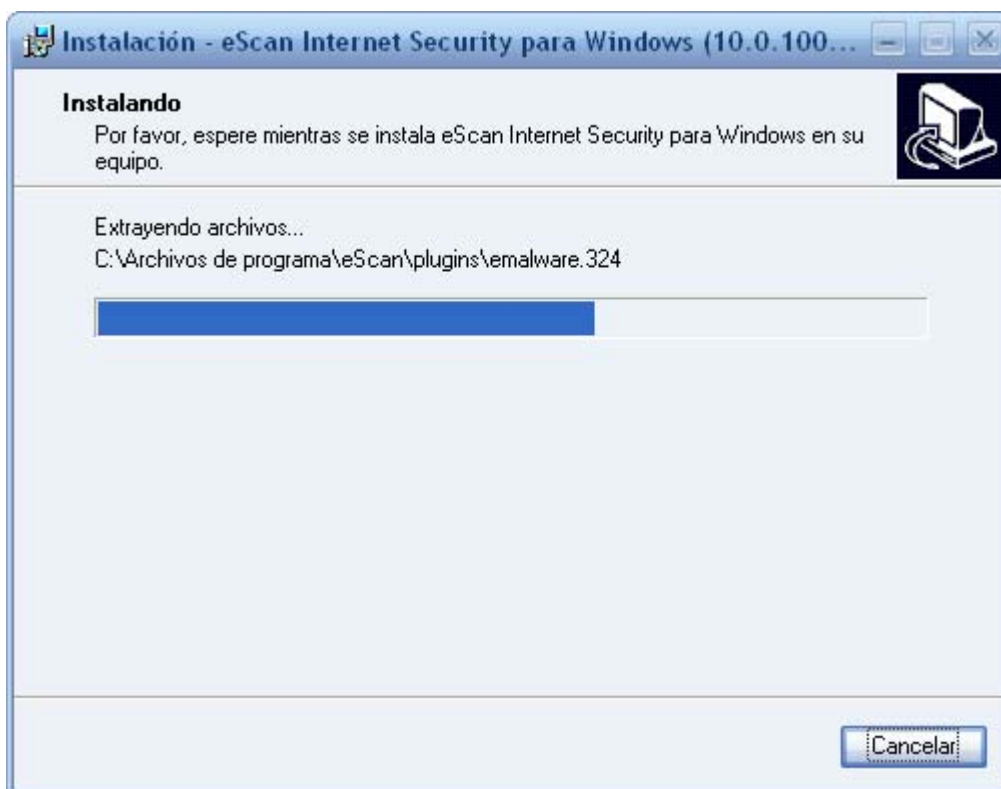 Instalación - eScan Internet Security para Windows (10.0.100...
Instalando
Por favor, espere mientras se instala eScan Internet Security para Windows en su
equipo.
Extrayendo archivos...
C:\Archivos de programa\eScan\plugins\emalware.324
Cancelar